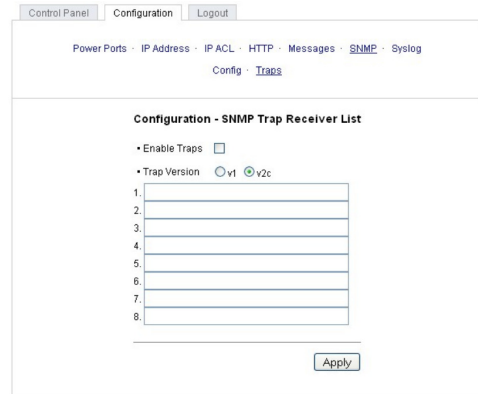 Control Panel Configuration Logout
Power Ports · IP Address · IP ACL · HTTP · Messages · SNMP · Syslog
Config · Traps
Configuration - SNMP Trap Receiver List
• Enable Traps
• Trap Version v1 v2c
1.
2.
3.
4.
5.
6.
7.
8.
Apply